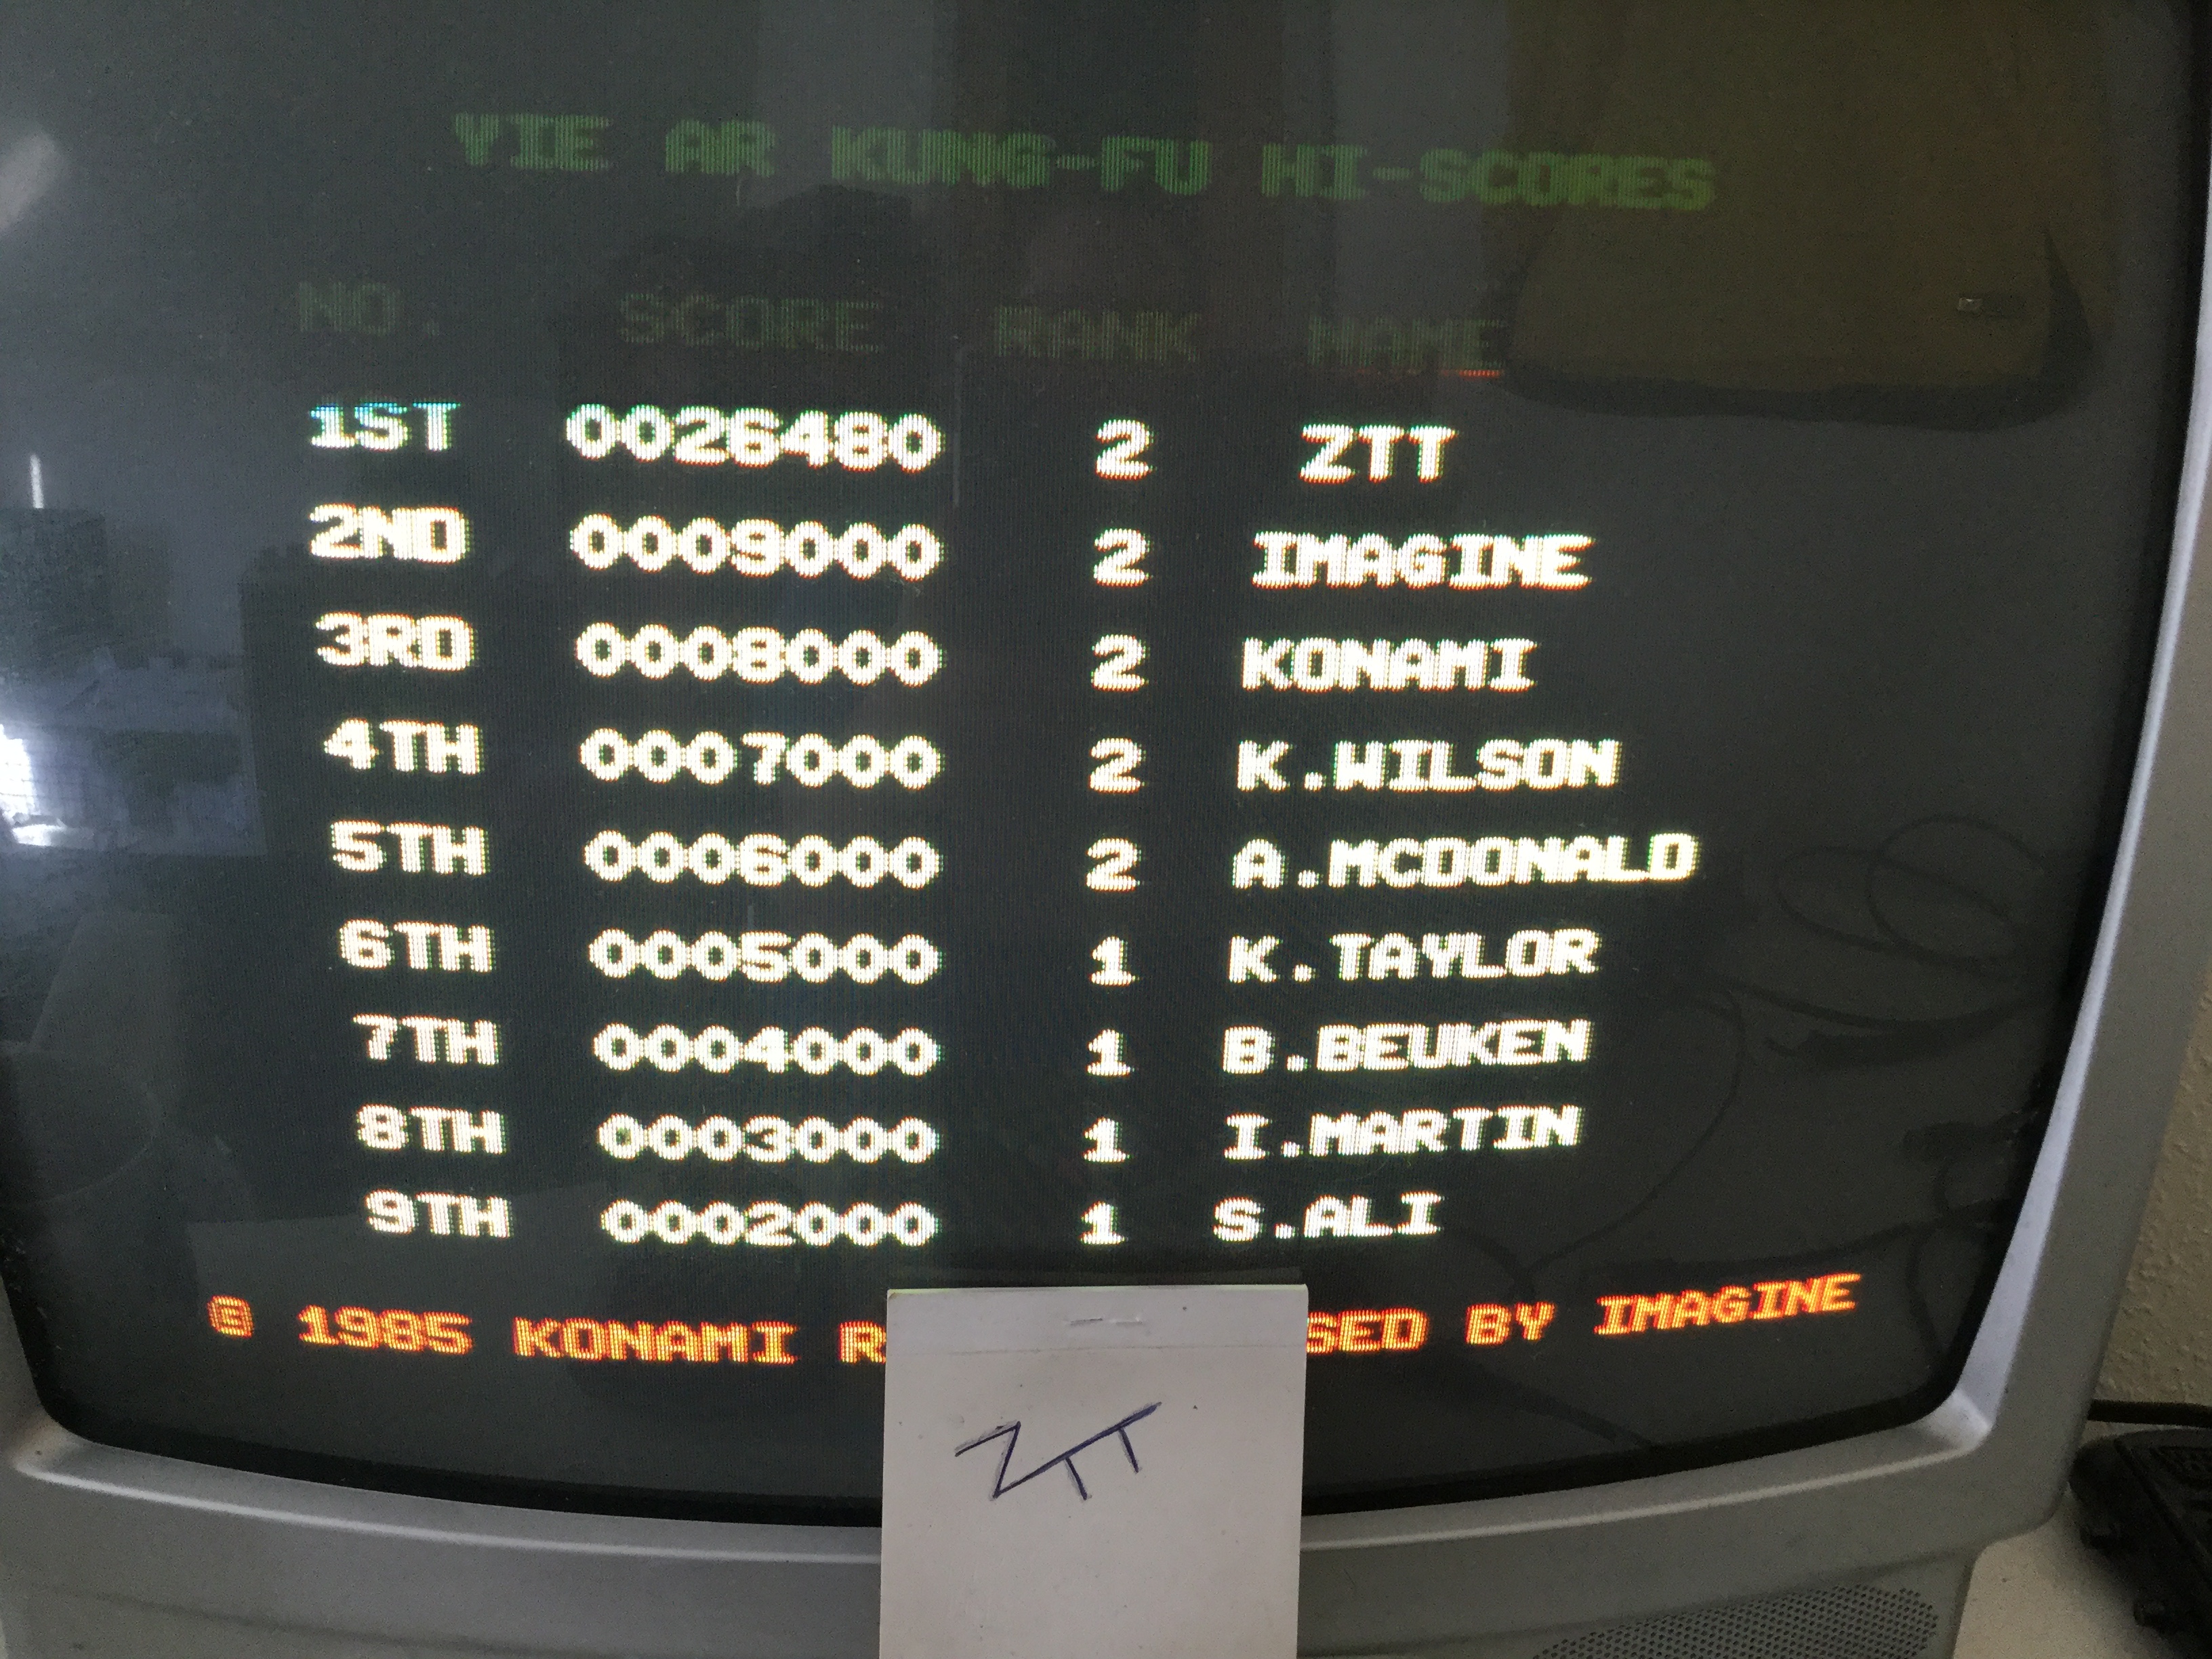 YIE AR KUNG-FU HI-SCORES
NO. SCORE RANK NAME
1ST 0026480 2 ZTT
2ND 0009000 2 IMAGINE
3RD 0008000 2 KONAMI
4TH 0007000 2 K.WILSON
5TH 0006000 2 A.MCDONALD
6TH 0005000 1 K.TAYLOR
7TH 0004000 1 B.BEUKEN
8TH 0003000 1 I.MARTIN
9TH 0002000 1 S.ALI
© 1985 KONAMI R SED BY IMAGINE
ZTT